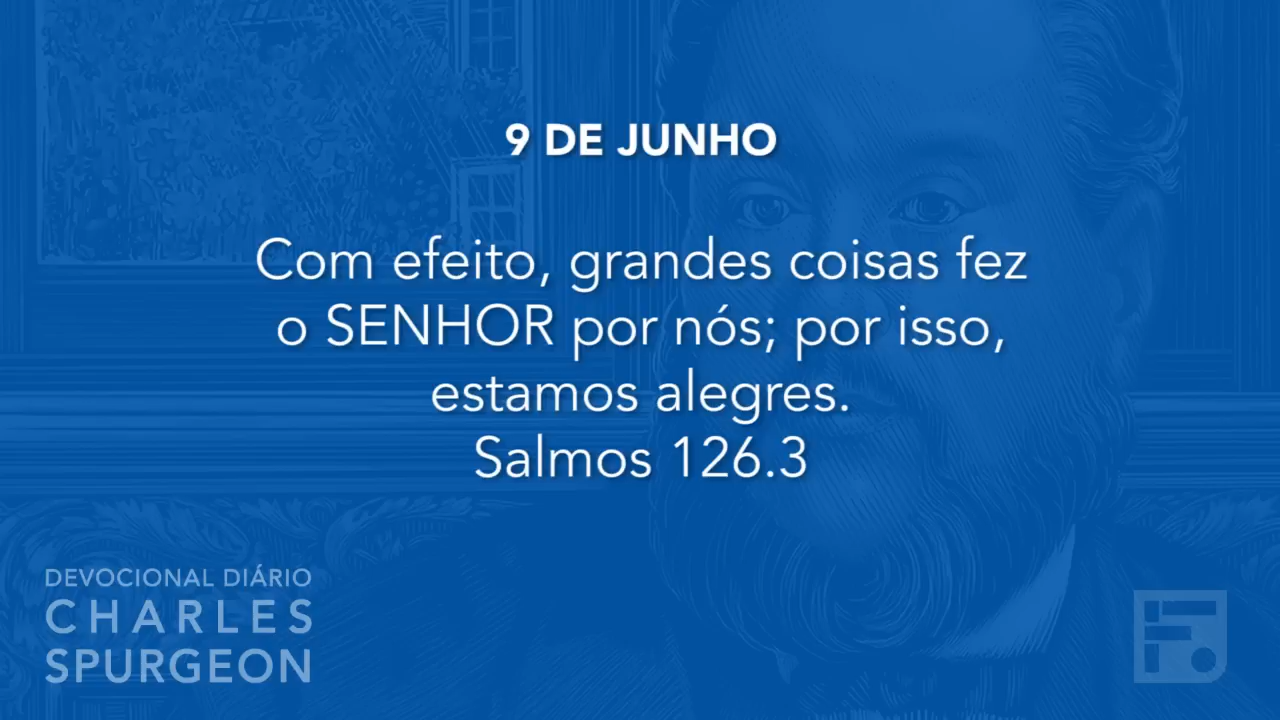 9 DE JUNHO
Com efeito, grandes coisas fez
o SENHOR por nós; por isso,
estamos alegres.
Salmos 126.3
DEVOCIONAL DIÁRIO
CHARLES
SPURGEON